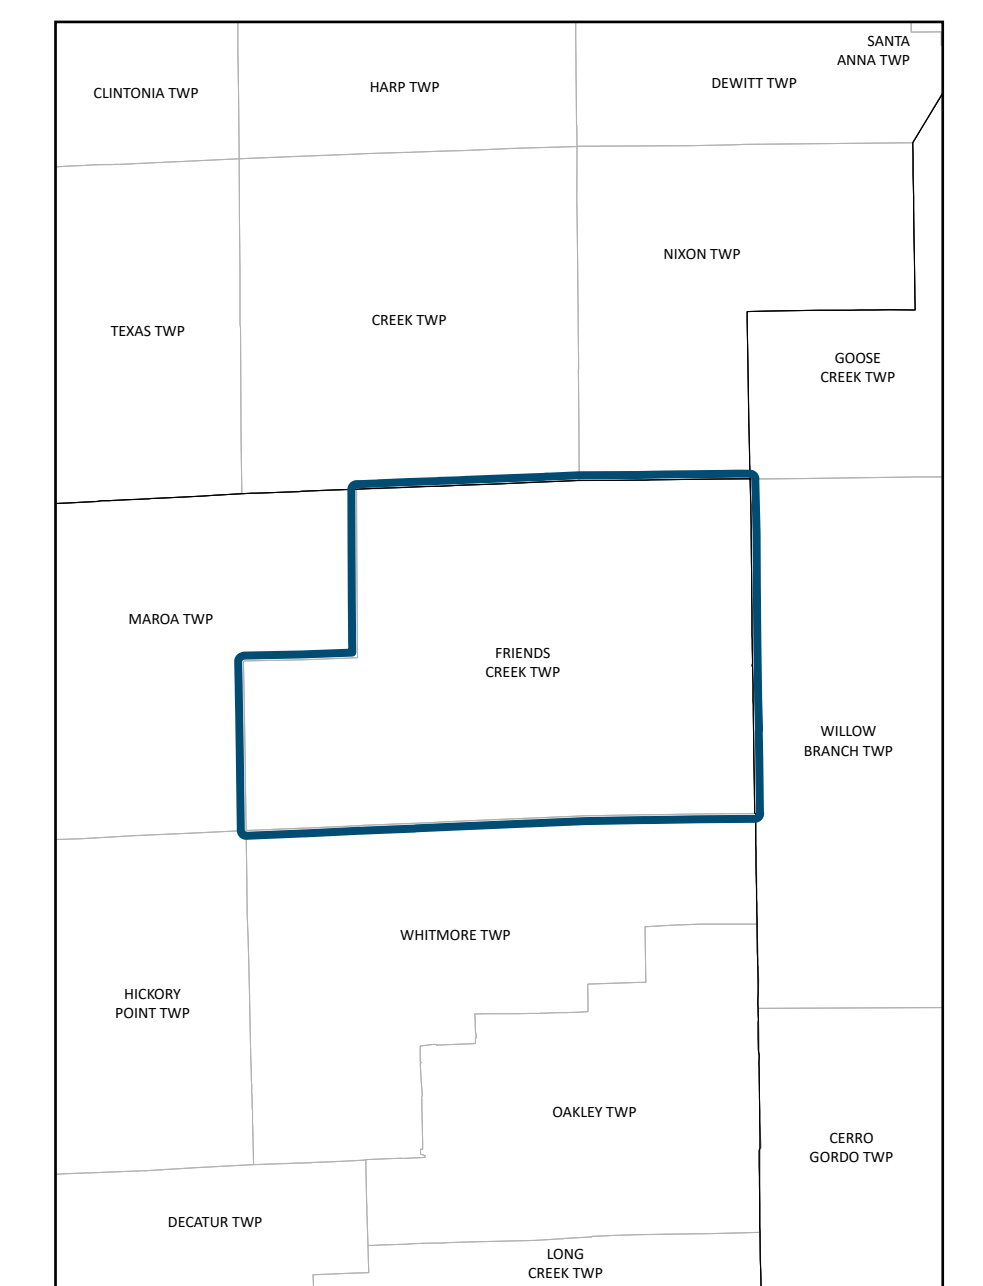 SANTA
ANNA TWP
CLINTONIA TWP
HARP TWP
DEWITT TWP
NIXON TWP
TEXAS TWP
CREEK TWP
GOOSE
CREEK TWP
MAROA TWP
FRIENDS
CREEK TWP
WILLOW
BRANCH TWP
WHITMORE TWP
HICKORY
POINT TWP
OAKLEY TWP
CERRO
GORDO TWP
DECATUR TWP
LONG
CREEK TWP